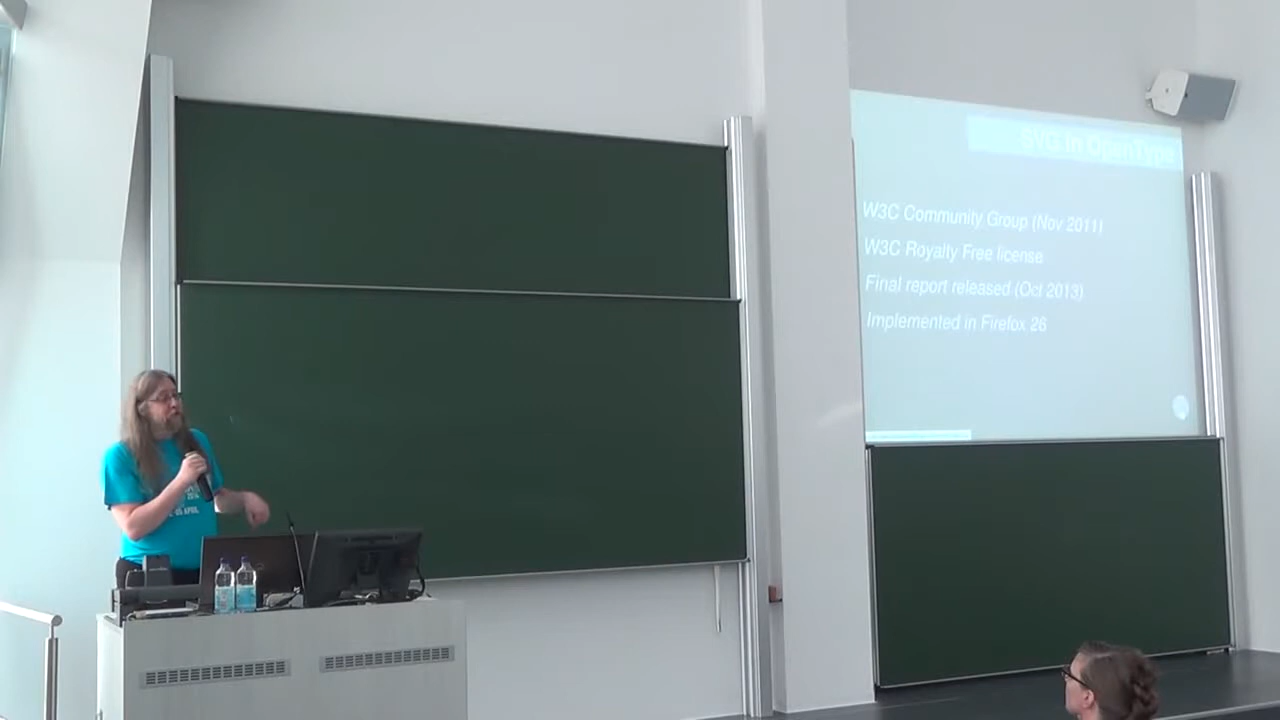 SVG in OpenType
W3C Community Group (Nov 2011)
W3C Royalty Free license
Final report released (Oct 2013)
Implemented in Firefox 26
APRIL